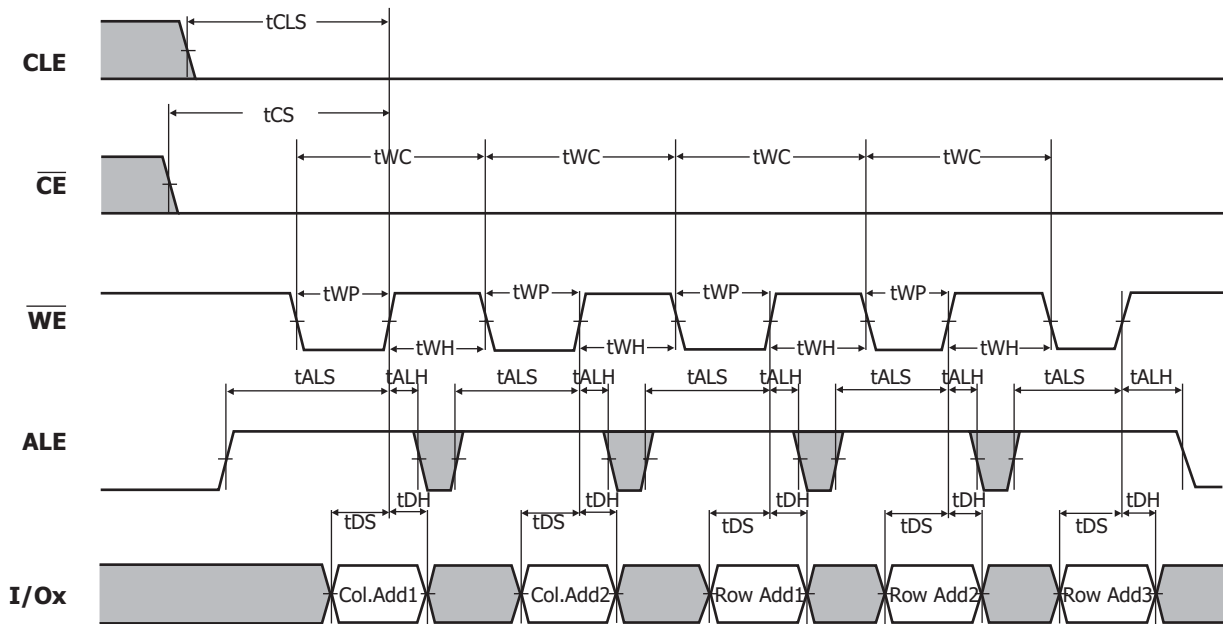 tCLS
CLE
tCS
tWC tWC tWC tWC
CE
tWP tWP tWP tWP
WE
tWH tWH tWH tWH
tALS tALH tALS tALH tALS tALH tALS tALH tALS tALH
ALE
tDH tDH tDH tDH tDH
tDS tDS tDS tDS tDS
I/Ox Col.Add1 Col.Add2 Row Add1 Row Add2 Row Add3